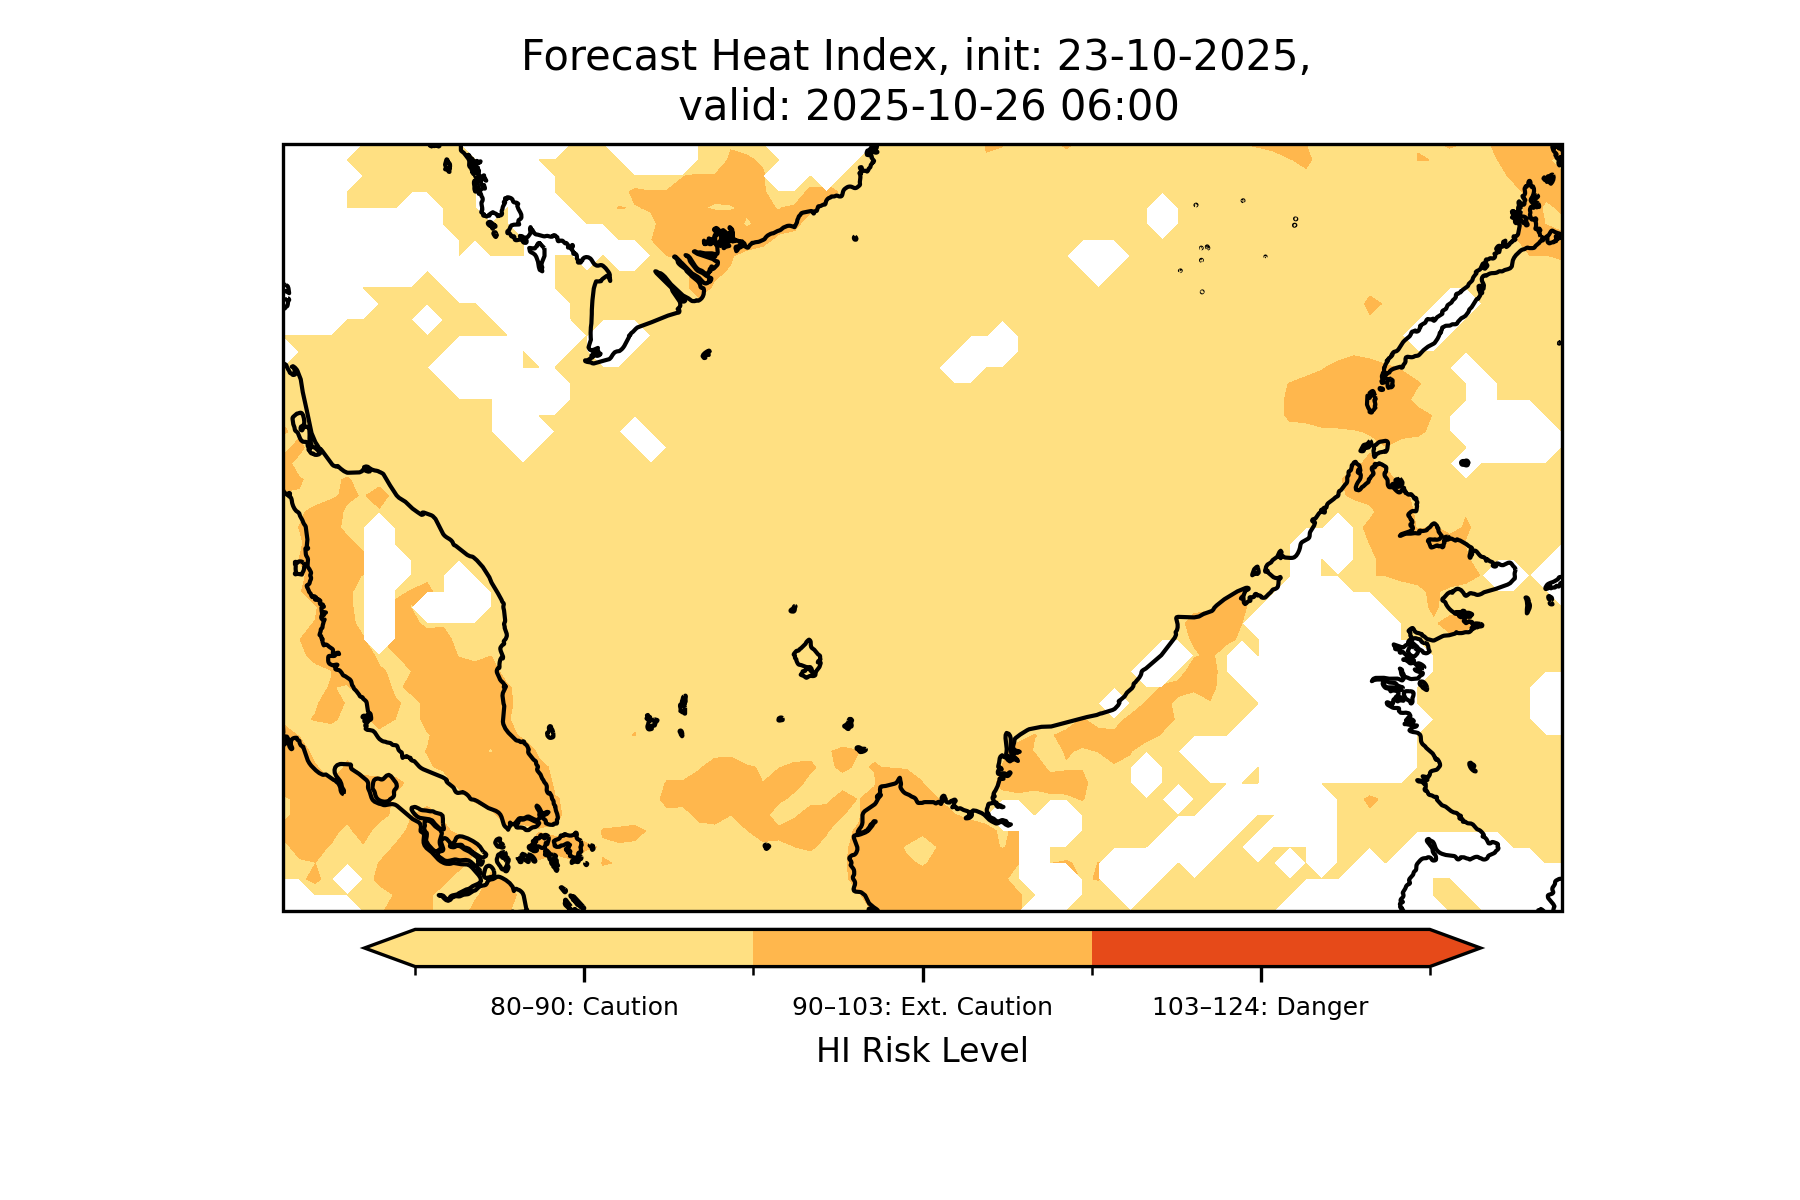 Forecast Heat Index, init: 23-10-2025,
valid: 2025-10-26 06:00
80–90: Caution
90–103: Ext. Caution
103–124: Danger
HI Risk Level